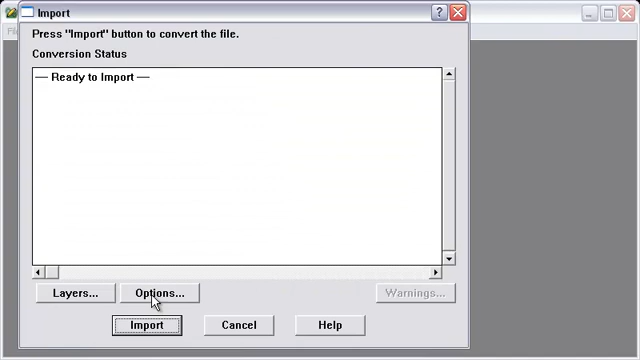 Import
Press "Import" button to convert the file.
Conversion Status
— Ready to Import —
Layers...
Options...
Warnings...
Import
Cancel
Help